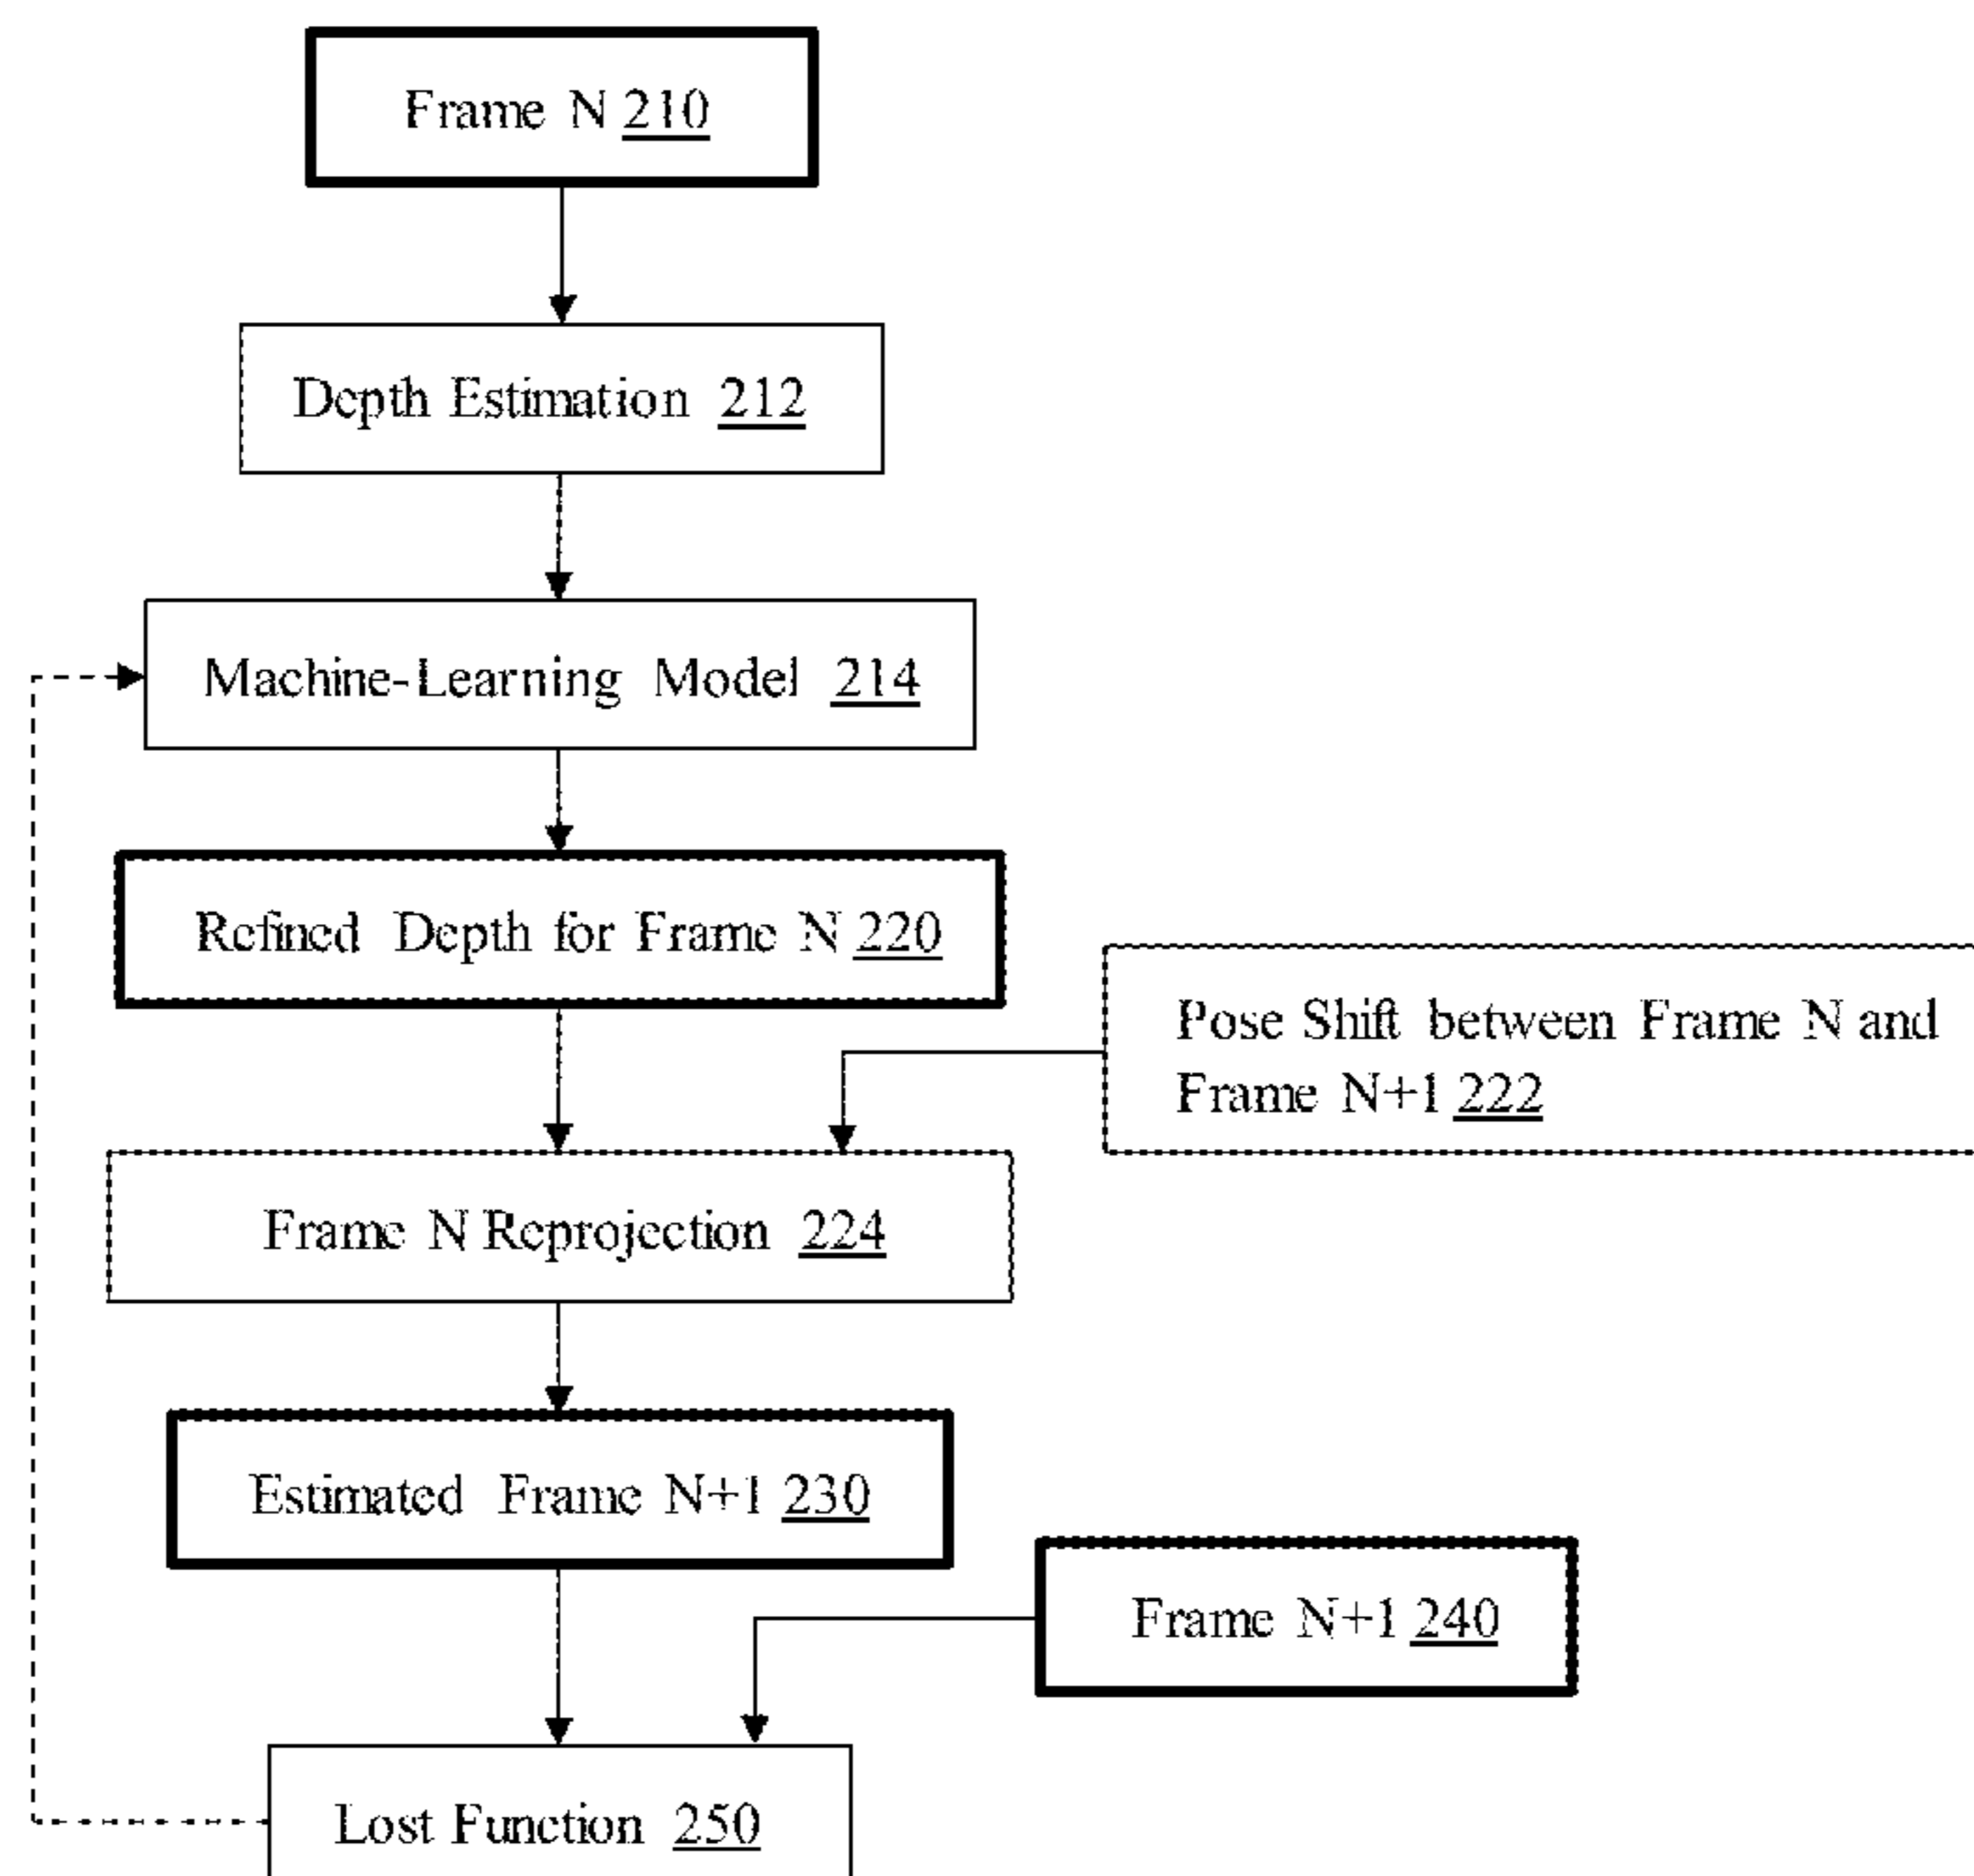 Frame N 210
Depth Estimation 212
Machine-Learning Model 214
Refined Depth for Frame N 220
Pose Shift between Frame N and
Frame N+1 222
Frame N Reprojection 224
Estimated Frame N+1 230
Frame N+1 240
Lost Function 250